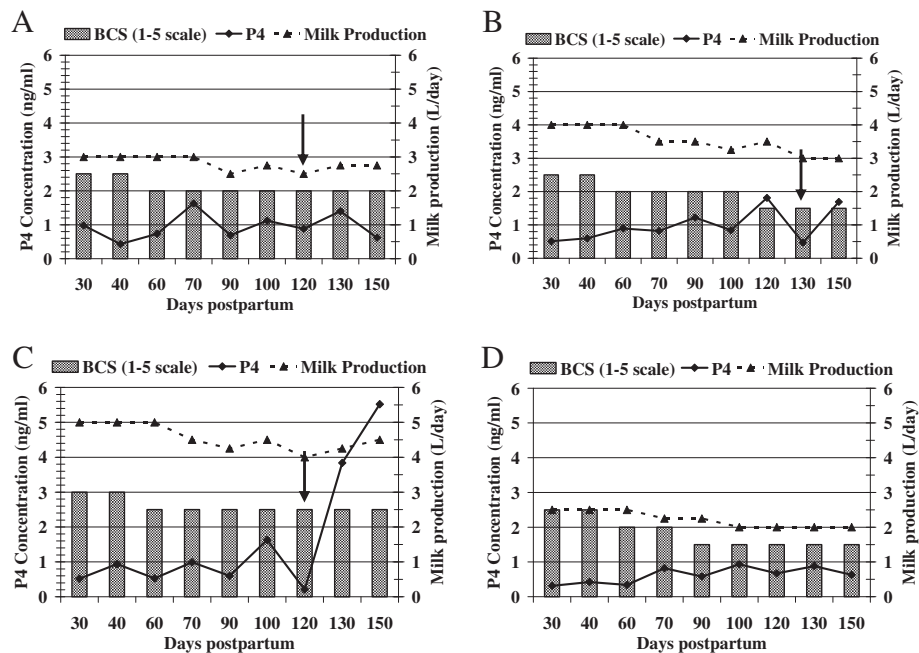 A
BCS (1-5 scale) P4 Milk Production
P4 Concentration (ng/ml)
6
5
4
3
2
1
0
Milk production (L/day)
6
5
4
3
2
1
0
30 40 60 70 90 100 120 130 150
Days postpartum
B
BCS (1-5 scale) P4 Milk Production
P4 Concentration (ng/ml)
6
5
4
3
2
1
0
Milk production (L/day)
6
5
4
3
2
1
0
30 40 60 70 90 100 120 130 150
Days postpartum
C
BCS (1-5 scale) P4 Milk Production
P4 Concentration (ng/ml)
6
5
4
3
2
1
0
Milk production (L/day)
6
5
4
3
2
1
0
30 40 60 70 90 100 120 130 150
Days postpartum
D
BCS (1-5 scale) P4 Milk Production
P4 Concentration (ng/ml)
6
5
4
3
2
1
0
Milk production (L/day)
6
5
4
3
2
1
0
30 40 60 70 90 100 120 130 150
Days postpartum